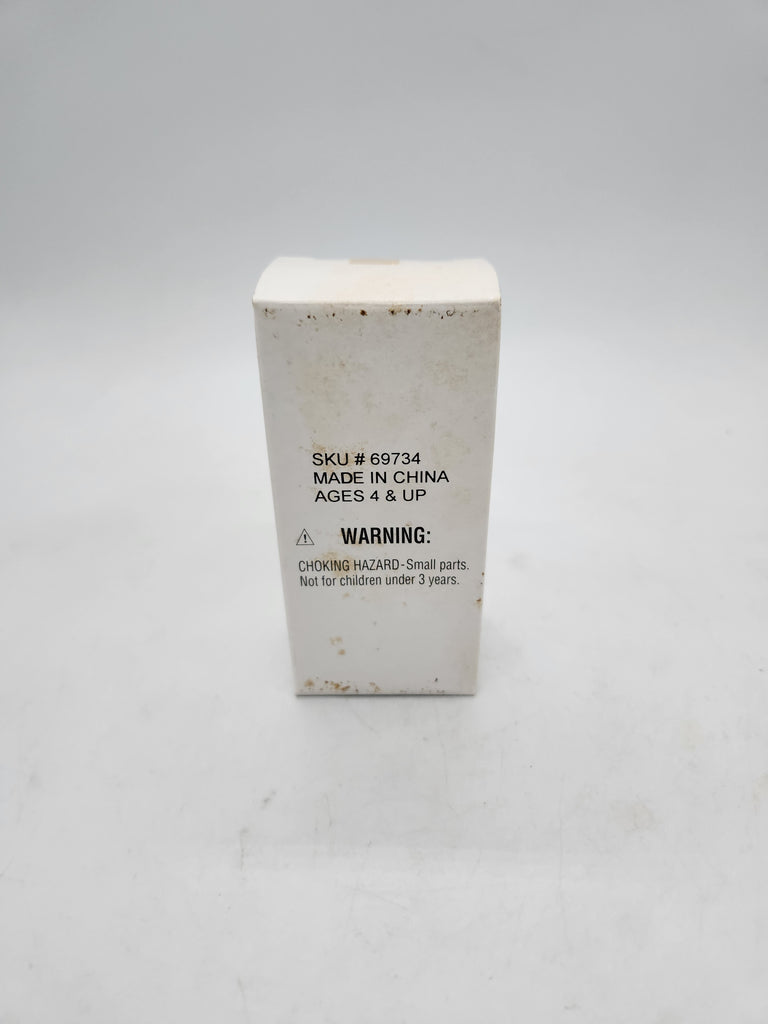 SKU # 69734
MADE IN CHINA
AGES 4 & UP
⚠ WARNING:
CHOKING HAZARD-Small parts.
Not for children under 3 years.